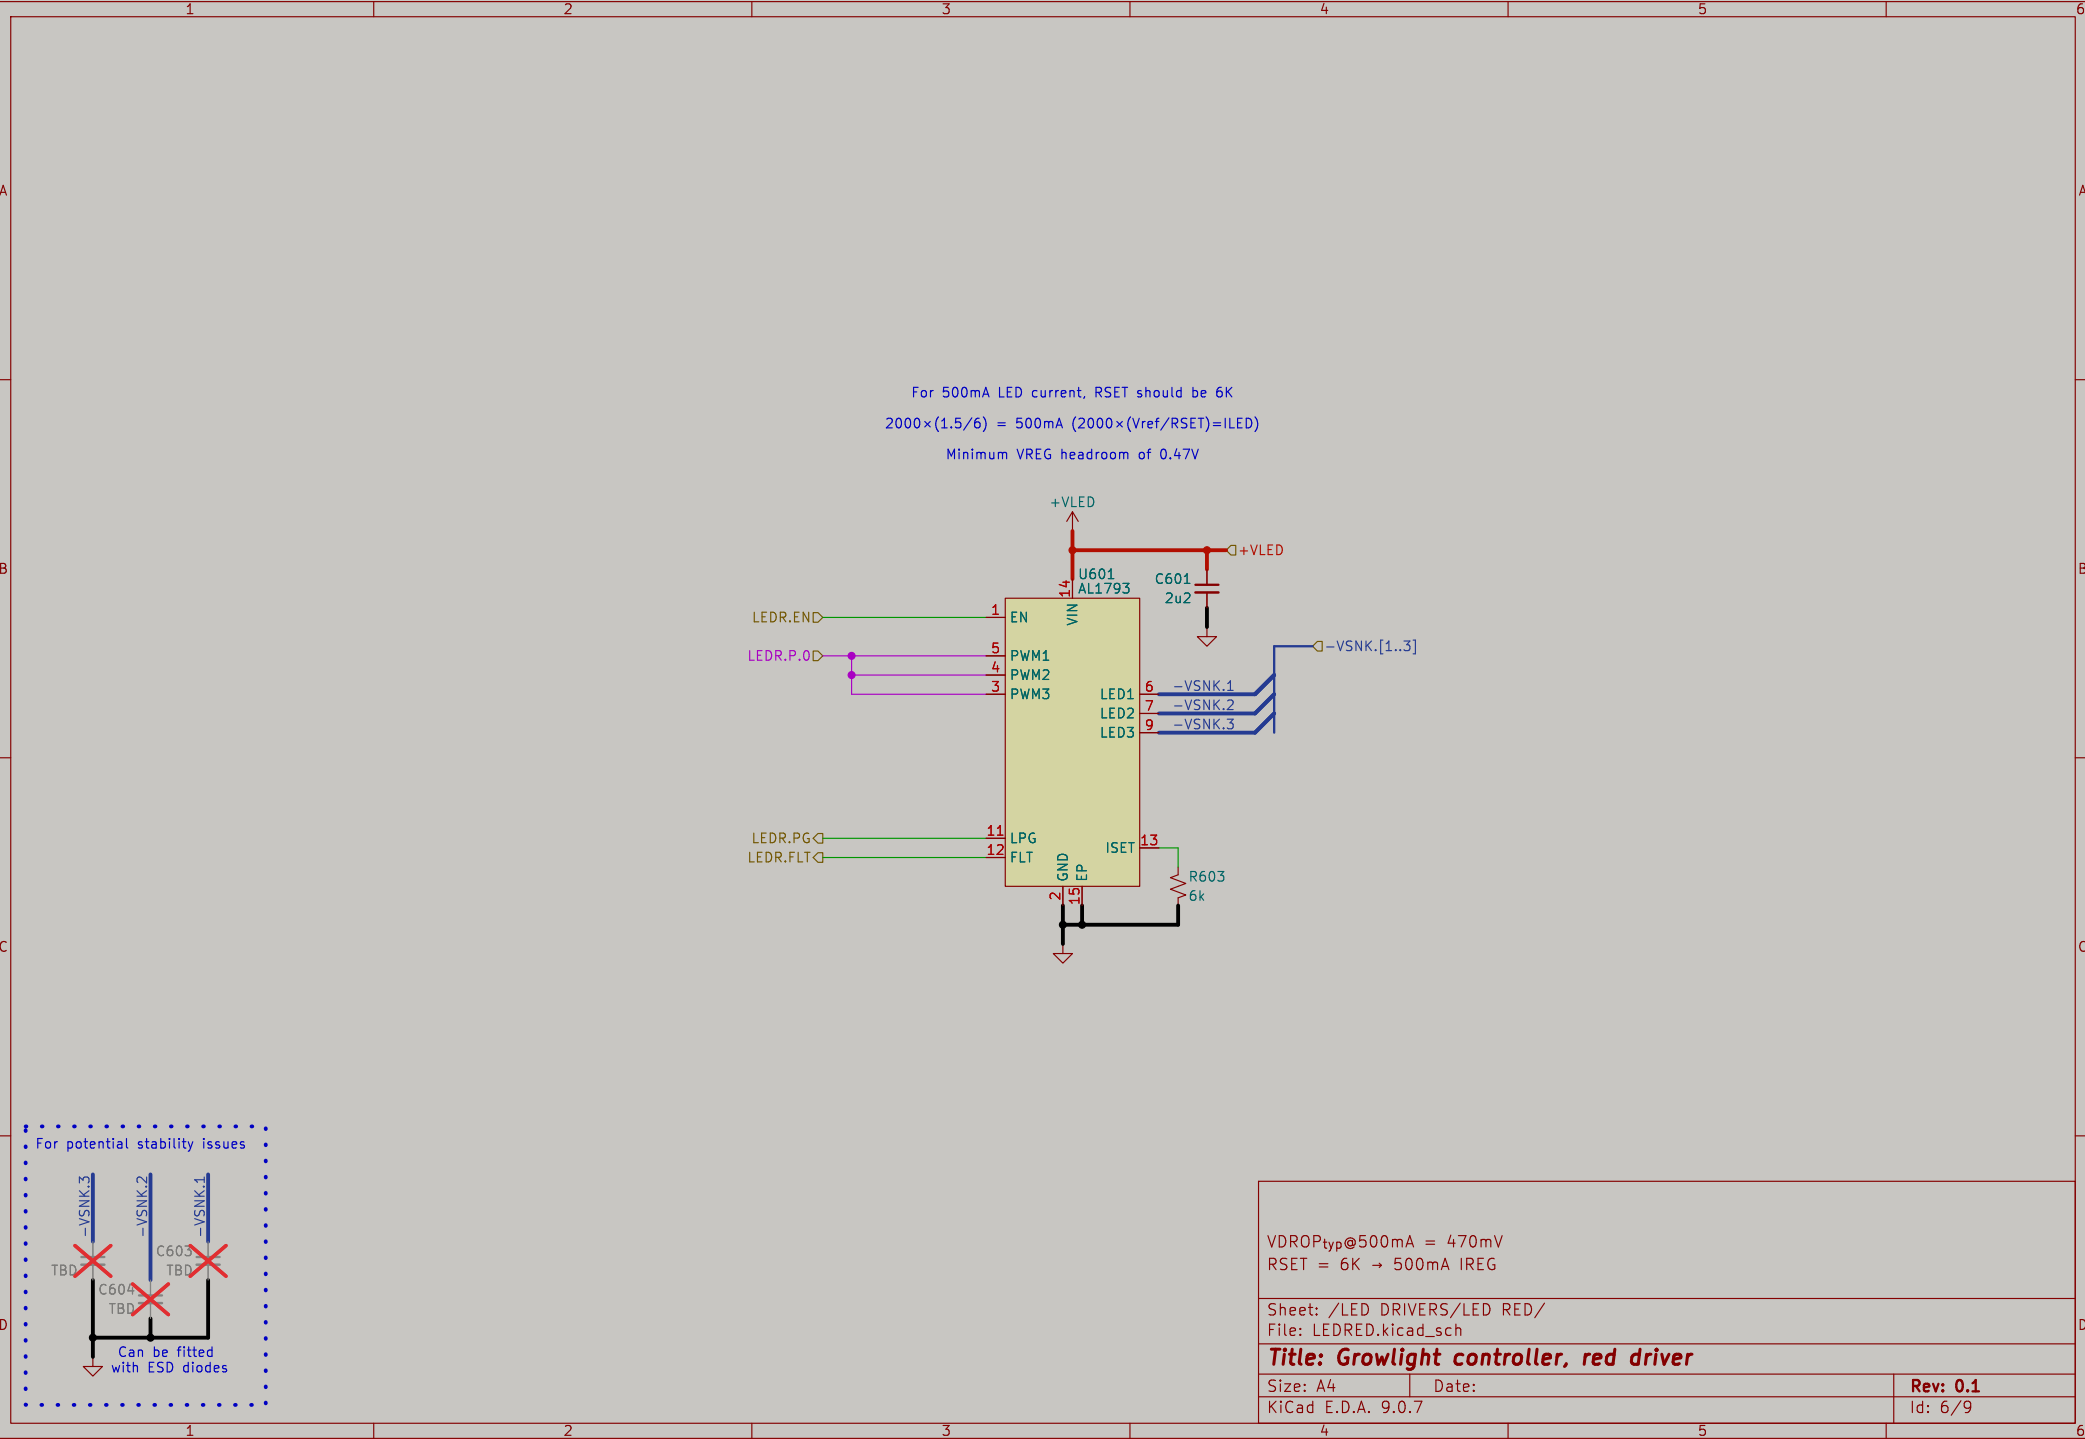 1 2 3 4 5 6
A A
For 500mA LED current, RSET should be 6K
2000×(1.5/6) = 500mA (2000×(Vref/RSET)=ILED)
Minimum VREG headroom of 0.47V
+VLED
+VLED
B B
U601
AL1793
C601
2u2
14
VIN
LEDR.EN 1 EN
LEDR.P.0 5 PWM1
4 PWM2
3 PWM3
-VSNK.[1..3]
LED1 6 -VSNK.1
LED2 7 -VSNK.2
LED3 9 -VSNK.3
LEDR.PG 11 LPG
LEDR.FLT 12 FLT
ISET 13
GND
EP
2
15
R603
6k
C C
For potential stability issues
-VSNK.3
-VSNK.2
-VSNK.1
C603
TBD
TBD
C604
TBD
Can be fitted
with ESD diodes
D D
VDROPtyp@500mA = 470mV
RSET = 6K → 500mA IREG
Sheet: /LED DRIVERS/LED RED/
File: LEDRED.kicad_sch
Title: Growlight controller, red driver
Size: A4
Date:
Rev: 0.1
KiCad E.D.A. 9.0.7
Id: 6/9
1 2 3 4 5 6